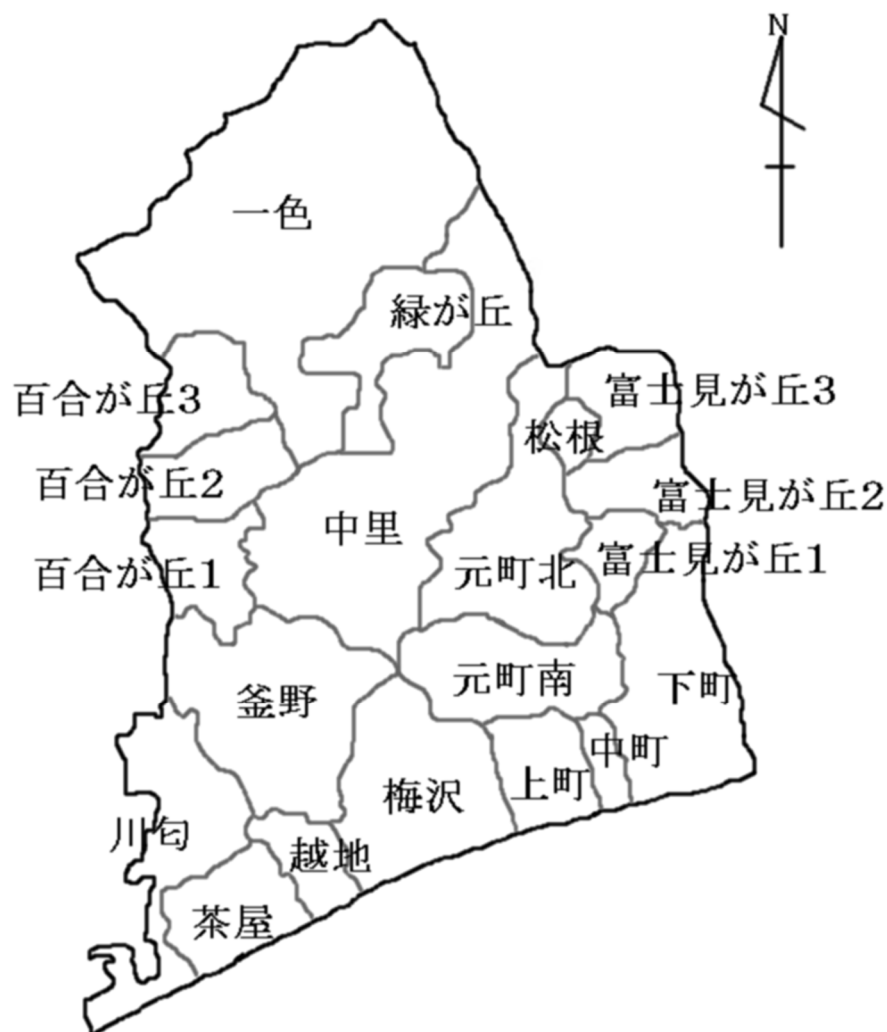 N
一色
緑が丘
百合が丘3
富士見が丘3
松根
百合が丘2
富士見が丘2
中里
百合が丘1
元町北
富士見が丘1
元町南
下町
釜野
中町
上町
梅沢
川匂
越地
茶屋